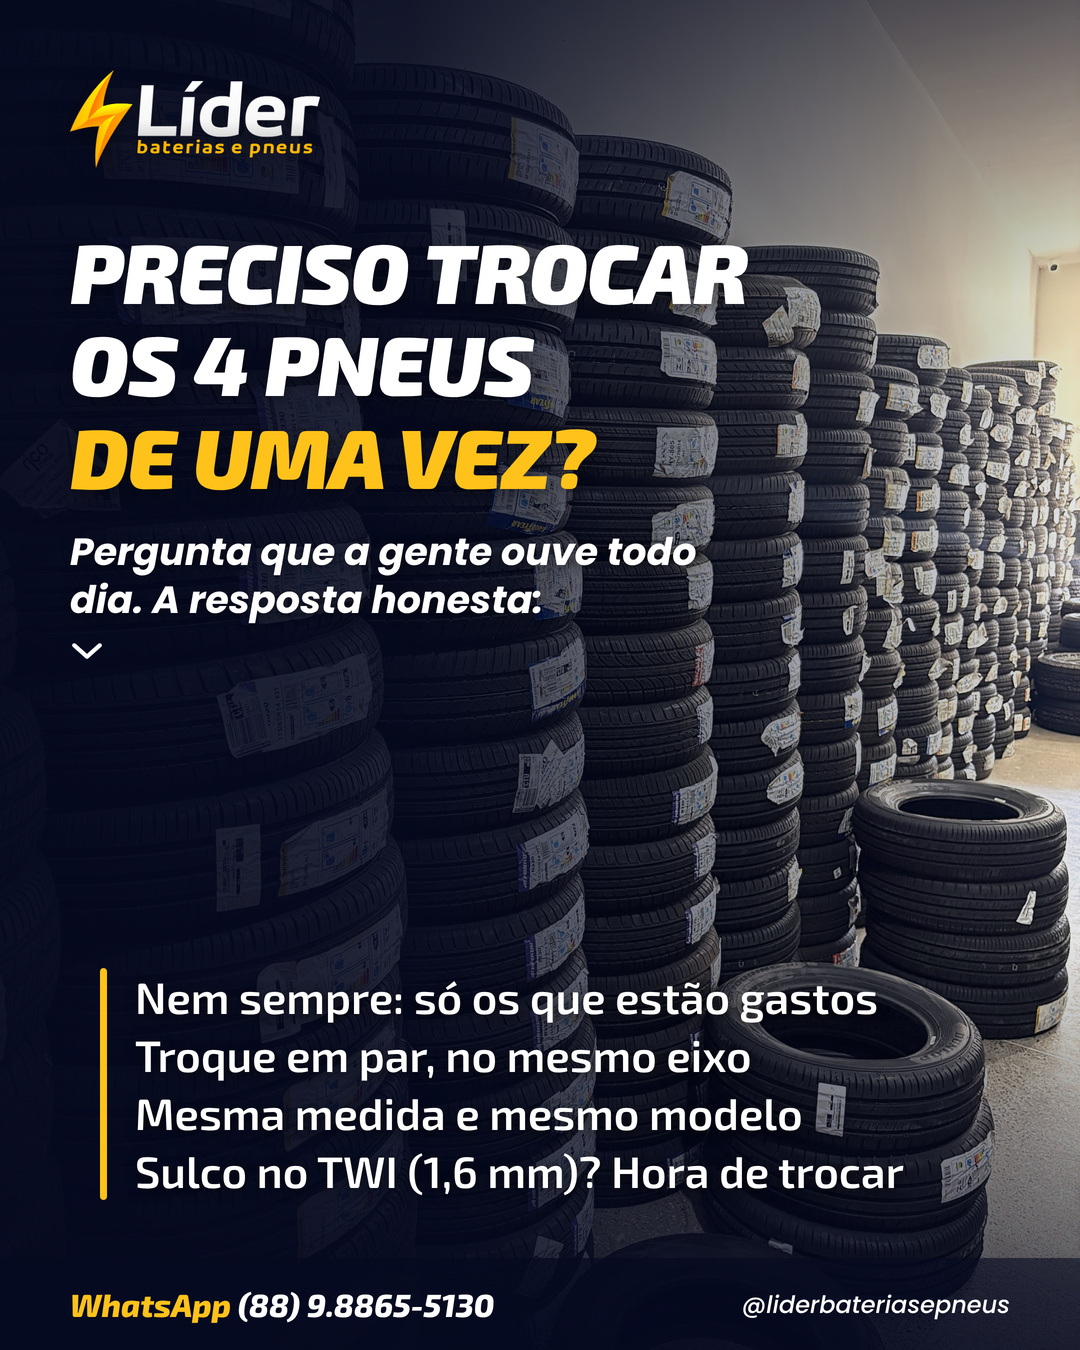 Líder
baterias e pneus
PRECISO TROCAR
OS 4 PNEUS
DE UMA VEZ?
Pergunta que a gente ouve todo
dia. A resposta honesta:
Nem sempre: só os que estão gastos
Troque em par, no mesmo eixo
Mesma medida e mesmo modelo
Sulco no TWI (1,6 mm)? Hora de trocar
WhatsApp (88) 9.8865-5130
@liderbateriasepneus